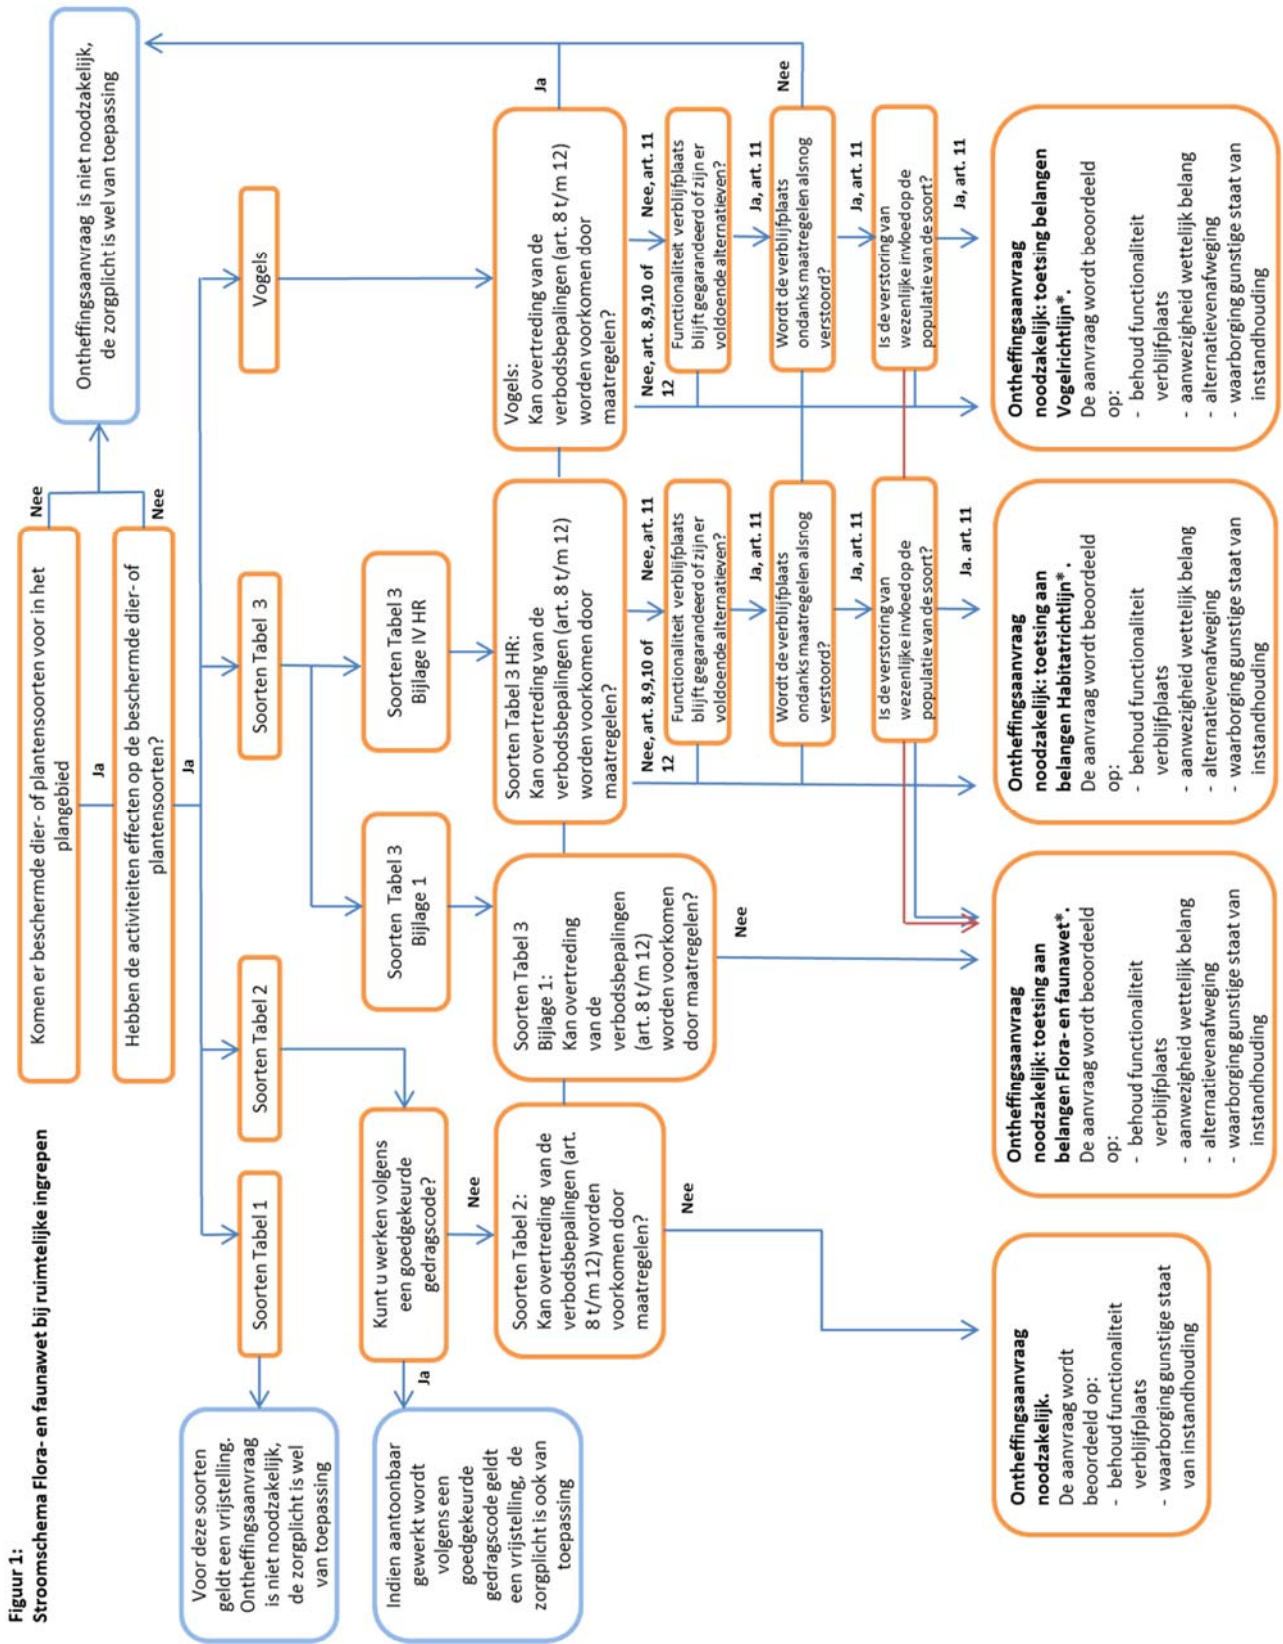 Figuur 1:
Stroomschema Flora- en faunawet bij ruimtelijke ingrepen
Komen er beschermde dier- of plantensoorten voor in het
plangebied
Nee
Ja
Hebben de activiteiten effecten op de beschermde dier- of
plantensoorten?
Nee
Ja
Ontheffingsaanvraag is niet noodzakelijk,
de zorgplicht is wel van toepassing
Soorten Tabel 1
Soorten Tabel 2
Soorten Tabel 3
Vogels
Voor deze soorten
geldt een vrijstelling.
Ontheffingsaanvraag
is niet noodzakelijk,
de zorgplicht is wel
van toepassing
Kunt u werken volgens
een goedgekeurde
gedragscode?
Ja
Nee
Soorten Tabel 3
Bijlage 1
Soorten Tabel 3
Bijlage IV HR
Indien aantoonbaar
gewerkt wordt
volgens een
goedgekeurde
gedragscode geldt
een vrijstelling, de
zorgplicht is ook van
toepassing
Soorten Tabel 2:
Kan overtreding van de
verbodsbepalingen (art.
8 t/m 12) worden
voorkomen door
maatregelen?
Nee
Soorten Tabel 3
Bijlage 1:
Kan overtreding
van de
verbodsbepalingen
(art. 8 t/m 12)
worden voorkomen
door maatregelen?
Nee
Soorten Tabel 3 HR:
Kan overtreding van de
verbodsbepalingen (art. 8 t/m 12)
worden voorkomen door
maatregelen?
Nee, art. 8,9,10 of
12
Nee, art. 11
Functionaliteit verblijfplaats
blijft gegarandeerd of zijn er
voldoende alternatieven?
Ja, art. 11
Wordt de verblijfplaats
ondanks maatregelen alsnog
verstoord?
Ja, art. 11
Is de verstoring van
wezenlijke invloed op de
populatie van de soort?
Ja. art. 11
Vogels:
Kan overtreding van de
verbodsbepalingen (art. 8 t/m 12)
worden voorkomen door
maatregelen?
Ja
Nee, art. 8,9,10 of
12
Nee, art. 11
Functionaliteit verblijfplaats
blijft gegarandeerd of zijn er
voldoende alternatieven?
Ja, art. 11
Wordt de verblijfplaats
ondanks maatregelen alsnog
verstoord?
Nee
Ja, art. 11
Is de verstoring van
wezenlijke invloed op de
populatie van de soort?
Ja, art. 11
Ontheffingsaanvraag
noodzakelijk.
De aanvraag wordt
beoordeeld op:
- behoud functionaliteit
verblijfplaats
- waarborging gunstige staat
van instandhouding
Ontheffingsaanvraag
noodzakelijk: toetsing aan
belangen Flora- en faunawet*.
De aanvraag wordt beoordeeld
op:
- behoud functionaliteit
verblijfplaats
- aanwezigheid wettelijk belang
- alternatievenafweging
- waarborging gunstige staat van
instandhouding
Ontheffingsaanvraag
noodzakelijk: toetsing aan
belangen Habitatrichtlijn*.
De aanvraag wordt beoordeeld
op:
- behoud functionaliteit
verblijfplaats
- aanwezigheid wettelijk belang
- alternatievenafweging
- waarborging gunstige staat van
instandhouding
Ontheffingsaanvraag
noodzakelijk: toetsing belangen
Vogelrichtlijn*.
De aanvraag wordt beoordeeld
op:
- behoud functionaliteit
verblijfplaats
- aanwezigheid wettelijk belang
- alternatievenafweging
- waarborging gunstige staat van
instandhouding